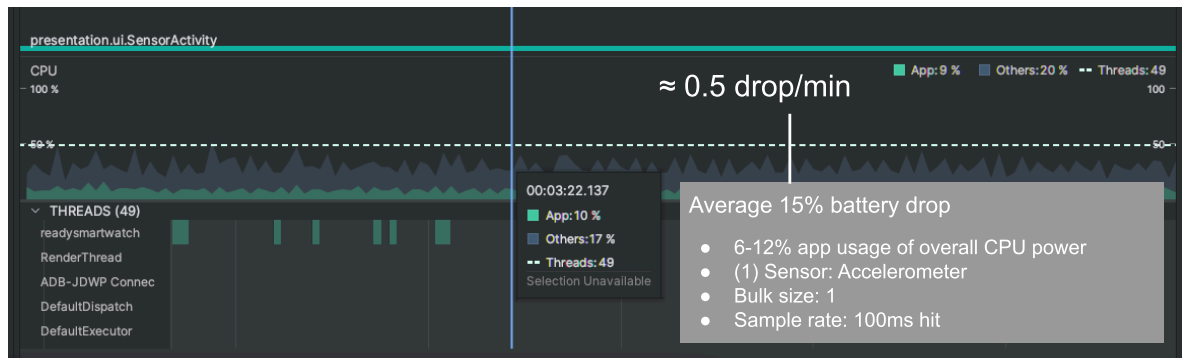 presentation.ui.SensorActivity
CPU
100 %
App: 9 % Others: 20 % Threads: 49
100
≈ 0.5 drop/min
50 %
50
00:03:22.137
App: 10 %
Others: 17 %
Threads: 49
Selection Unavailable
Average 15% battery drop
● 6-12% app usage of overall CPU power
● (1) Sensor: Accelerometer
● Bulk size: 1
● Sample rate: 100ms hit
THREADS (49)
readysmartwatch
RenderThread
ADB-JDWP Connec
DefaultDispatch
DefaultExecutor